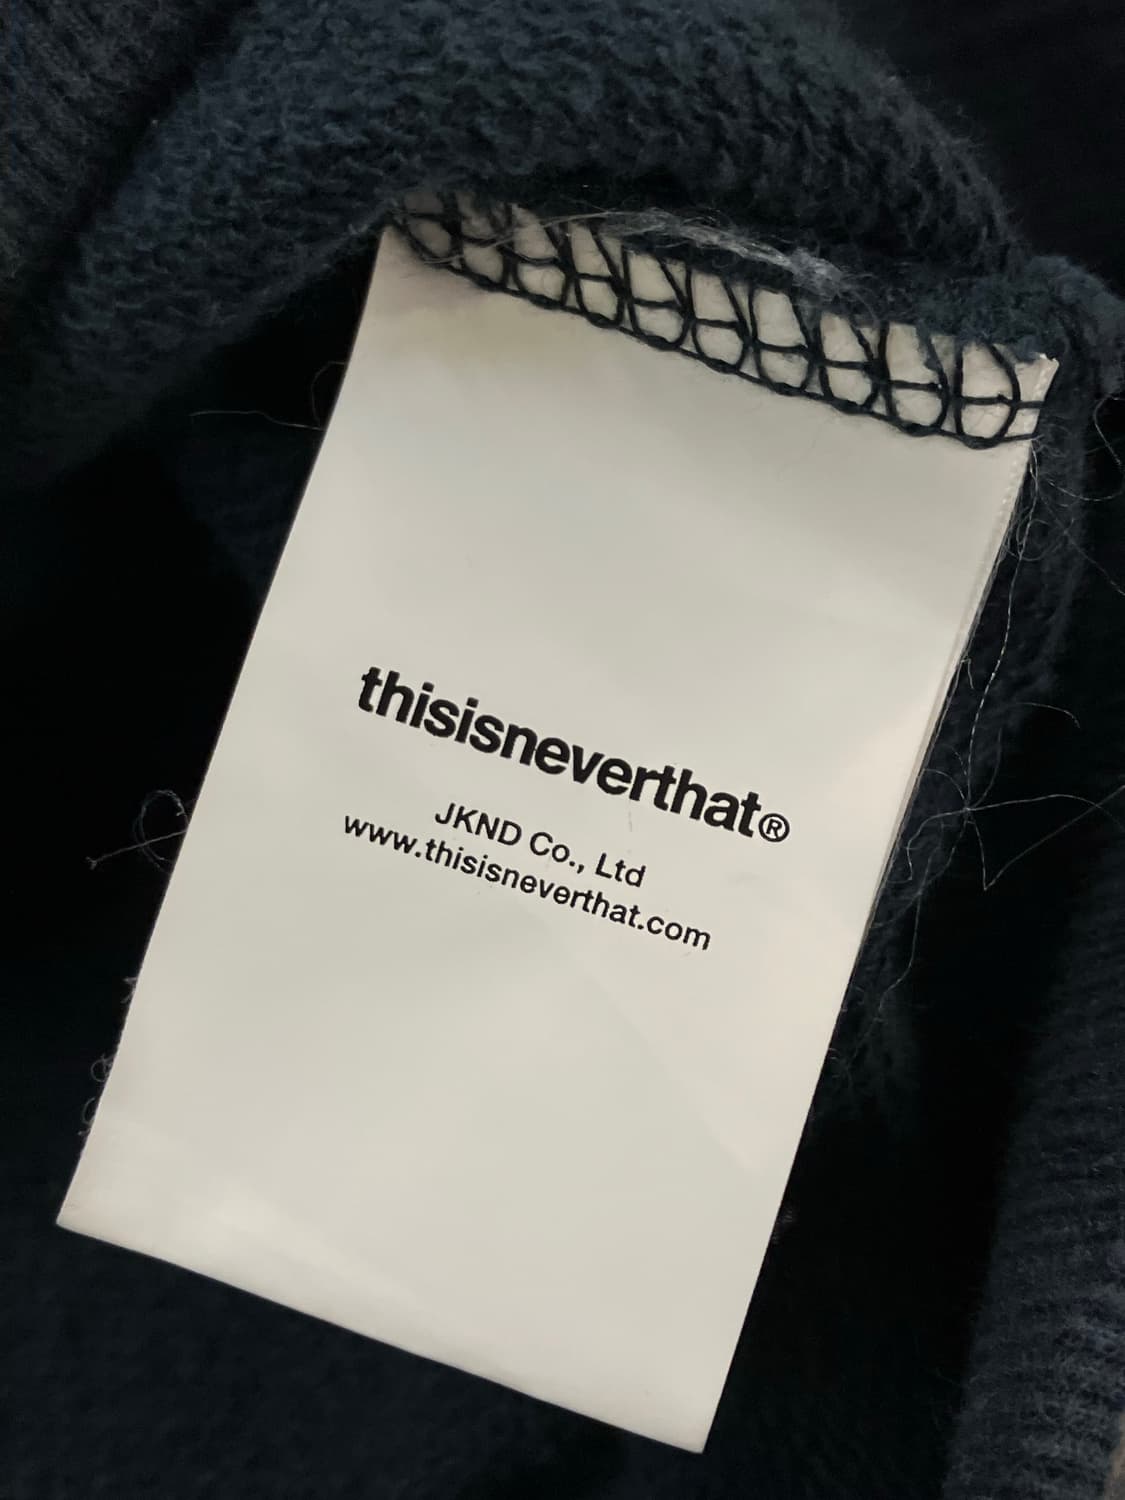 thisisneverthat®
JKND Co., Ltd
www.thisisneverthat.com